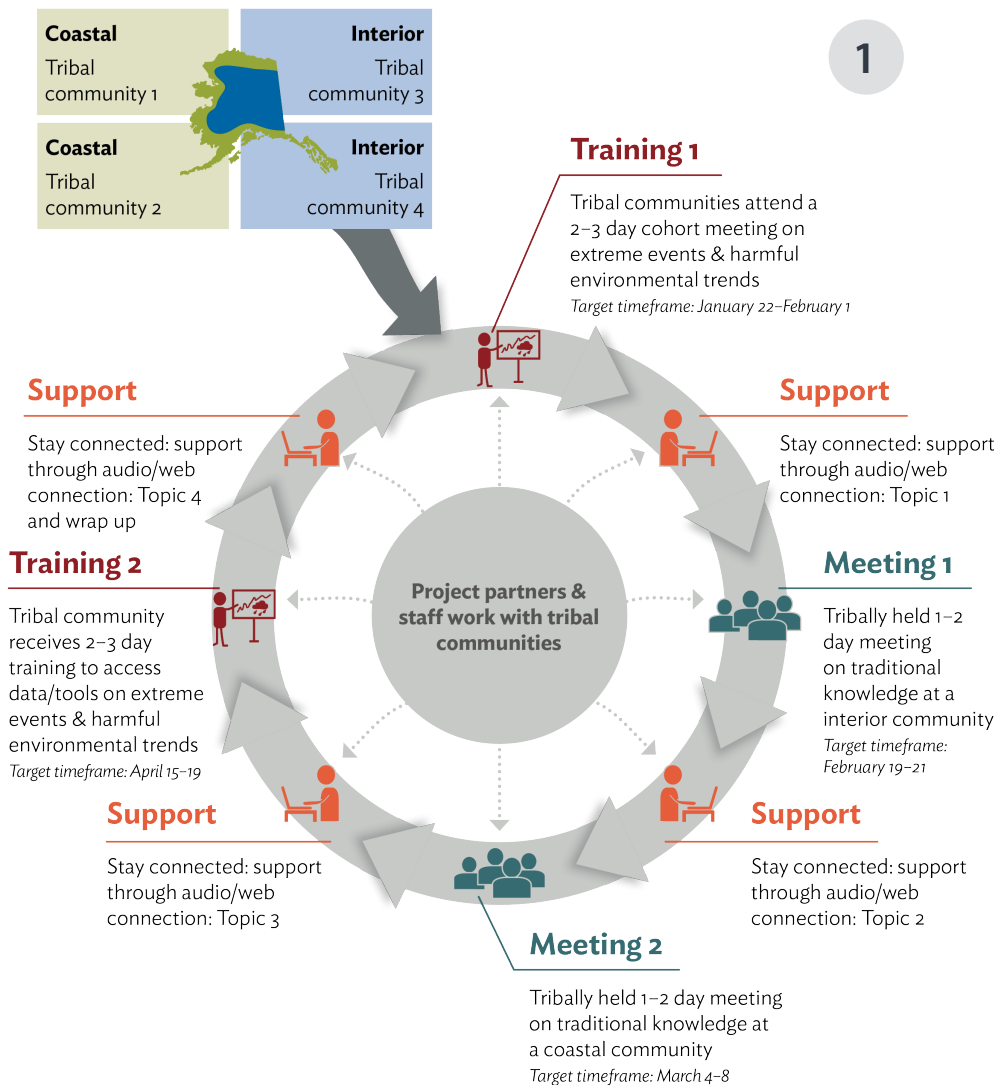 Coastal
Tribal
community 1
Interior
Tribal
community 3
Coastal
Tribal
community 2
Interior
Tribal
community 4
1
Training 1
Tribal communities attend a
2–3 day cohort meeting on
extreme events & harmful
environmental trends
Target timeframe: January 22–February 1
Support
Stay connected: support
through audio/web
connection: Topic 1
Meeting 1
Tribally held 1–2
day meeting
on traditional
knowledge at a
interior community
Target timeframe:
February 19–21
Support
Stay connected: support
through audio/web
connection: Topic 2
Meeting 2
Tribally held 1–2 day meeting
on traditional knowledge at
a coastal community
Target timeframe: March 4–8
Support
Stay connected: support
through audio/web
connection: Topic 3
Training 2
Tribal community
receives 2–3 day
training to access
data/tools on extreme
events & harmful
environmental trends
Target timeframe: April 15–19
Support
Stay connected: support
through audio/web
connection: Topic 4
and wrap up
Project partners &
staff work with tribal
communities